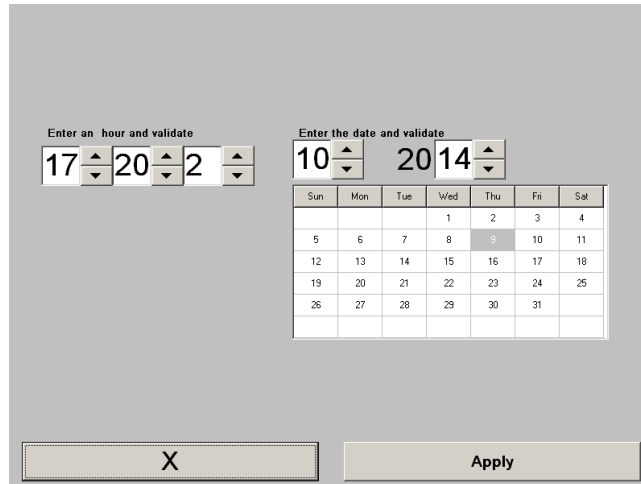 Enter an hour and validate
Enter the date and validate
17 20 2
10 20 14
Sun Mon Tue Wed Thu Fri Sat
1 2 3 4
5 6 7 8 9 10 11
12 13 14 15 16 17 18
19 20 21 22 23 24 25
26 27 28 29 30 31
X
Apply